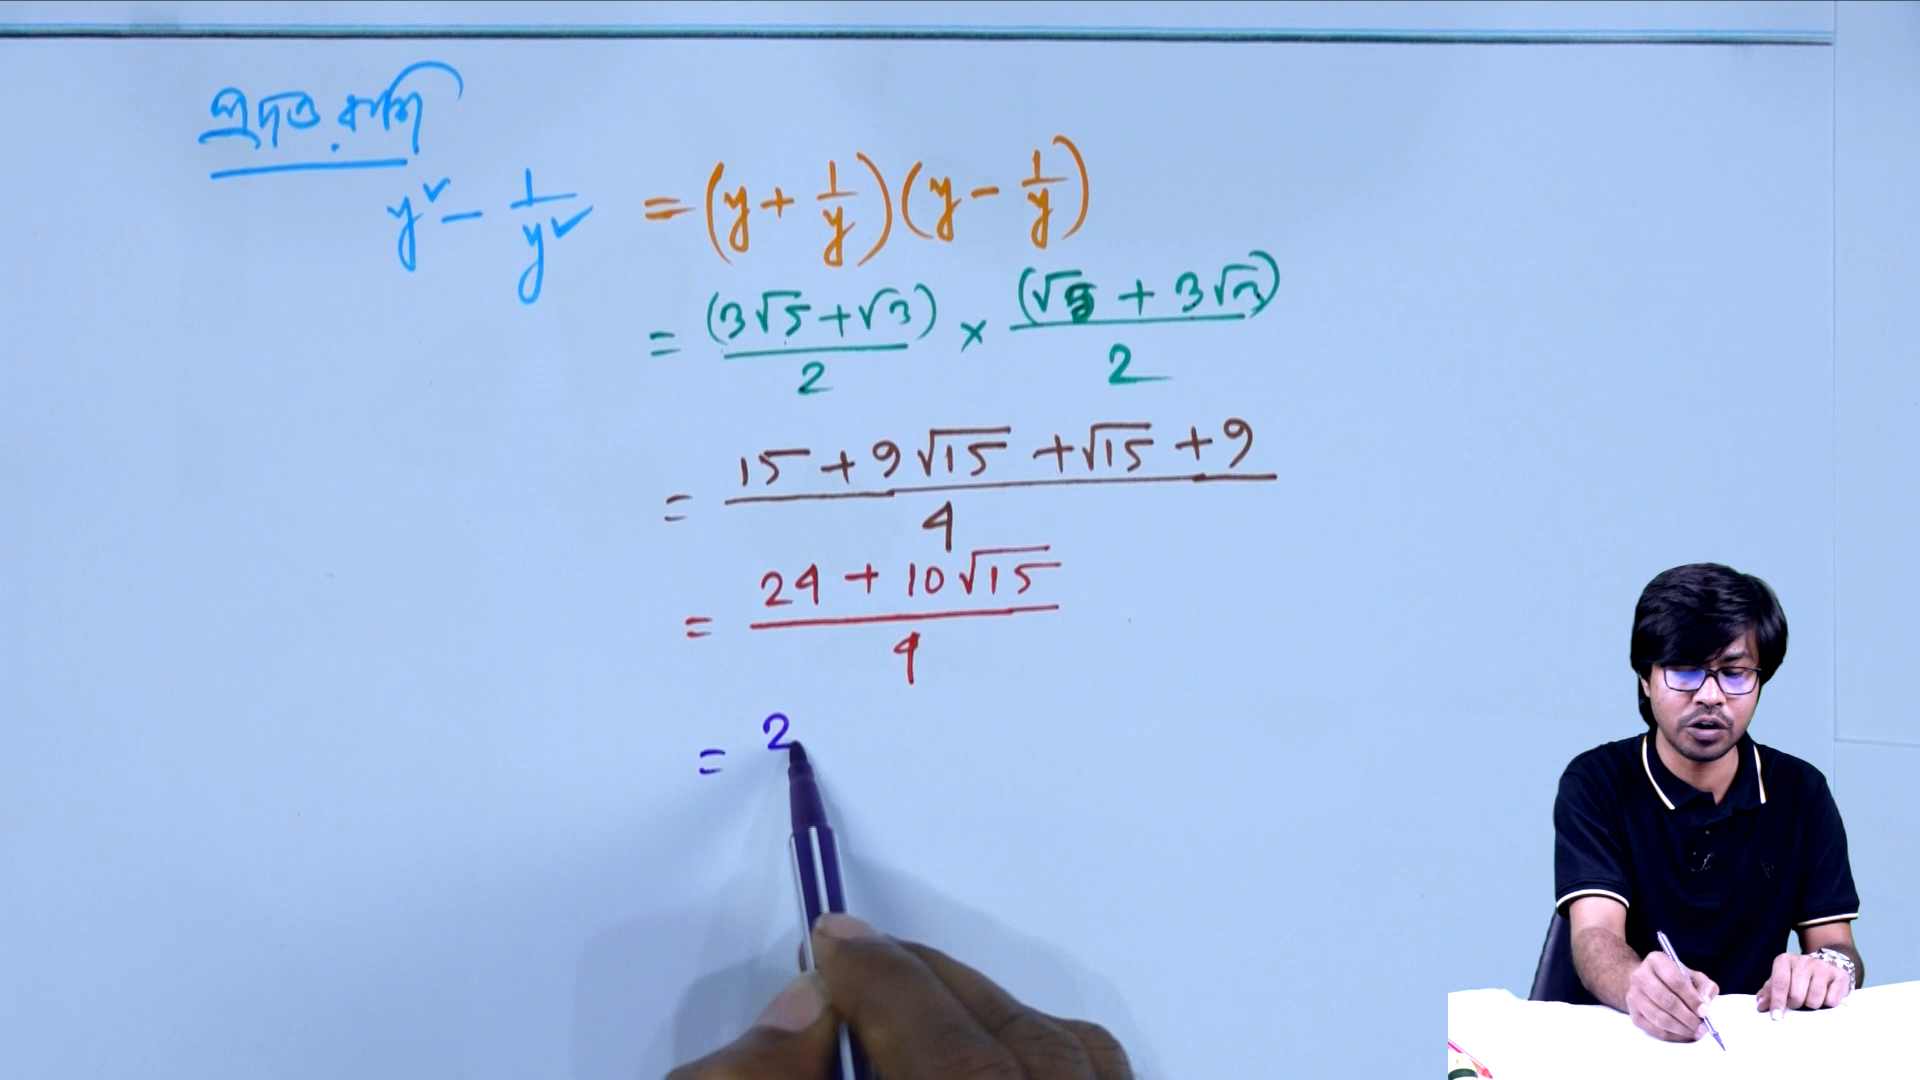 প্রদত্ত রাশি
y² - 1/y² = (y + 1/y)(y - 1/y)
= (3√5+√3)/2 × (√5 + 3√3)/2
= (15 + 9√15 + √15 + 9)/4
= (24 + 10√15)/4
= 2